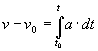 v − v₀ = ∫_{t₀}^{t} a · dt